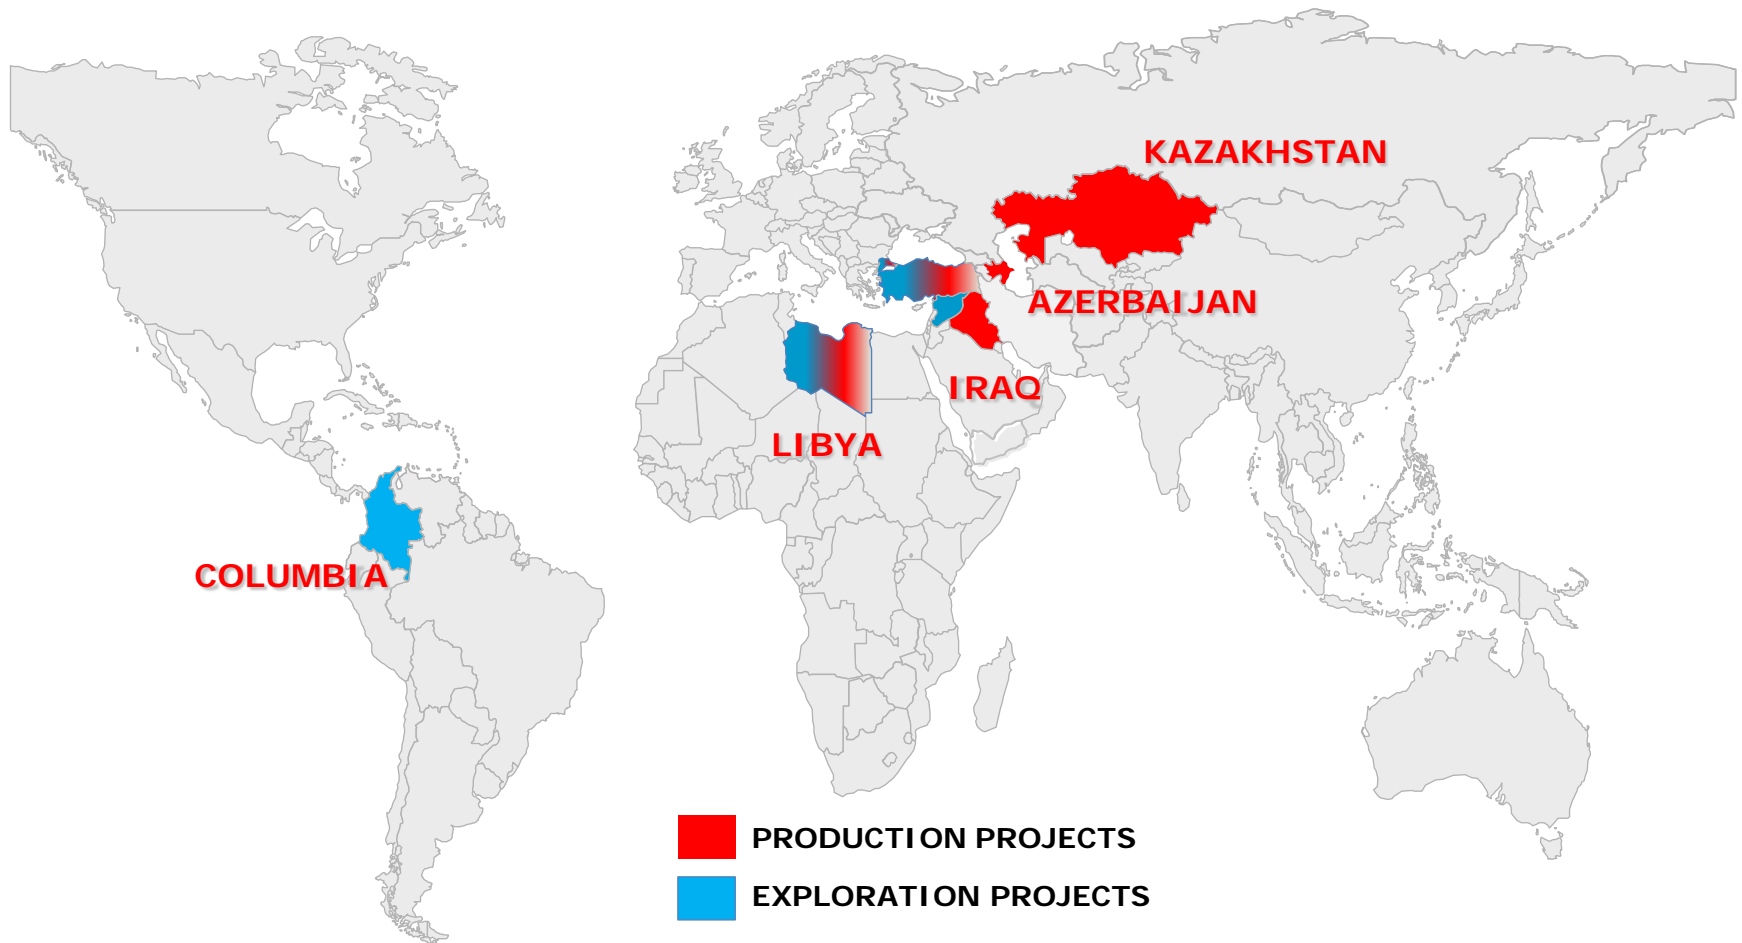 KAZAKHSTAN
AZERBAIJAN
IRAQ
LIBYA
COLUMBIA
PRODUCTION PROJECTS
EXPLORATION PROJECTS